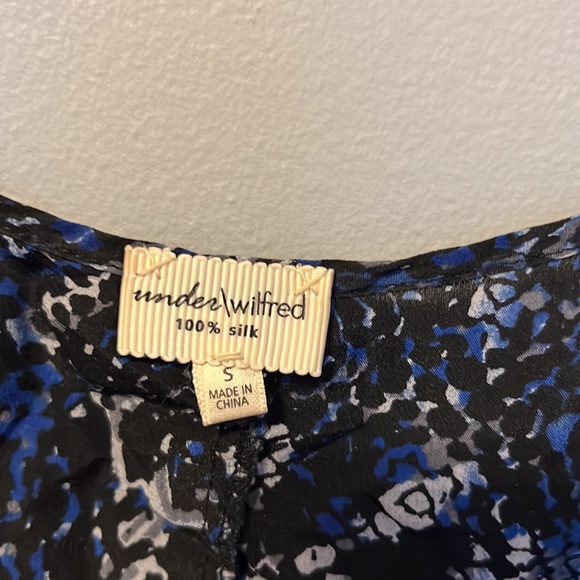 under\wilfred
100% silk
S
MADE IN
CHINA